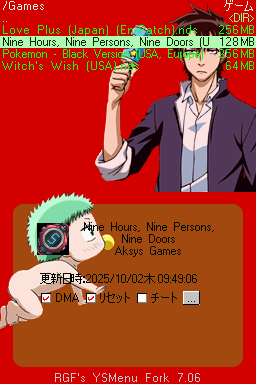 /Games ゲーム
.. <DIR>
Love Plus (Japan) (En patch).nds 256MB
Nine Hours, Nine Persons, Nine Doors (U 128MB
Pokemon - Black Version (USA, Europe) 256MB
Witch's Wish (USA).nds 64MB
Nine Hours, Nine Persons,
Nine Doors
Aksys Games
更新日時:2025/10/02木 09:49:06
DMA リセット チート ...
RGF's YSMenu Fork 7.06